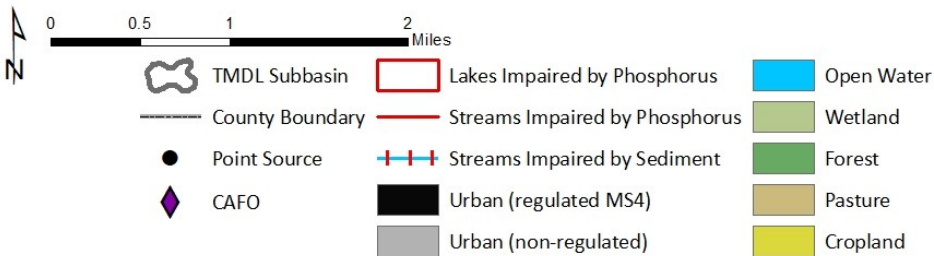 0 0.5 1 2
Miles
N
TMDL Subbasin
County Boundary
Point Source
CAFO
Lakes Impaired by Phosphorus
Streams Impaired by Phosphorus
Streams Impaired by Sediment
Urban (regulated MS4)
Urban (non-regulated)
Open Water
Wetland
Forest
Pasture
Cropland